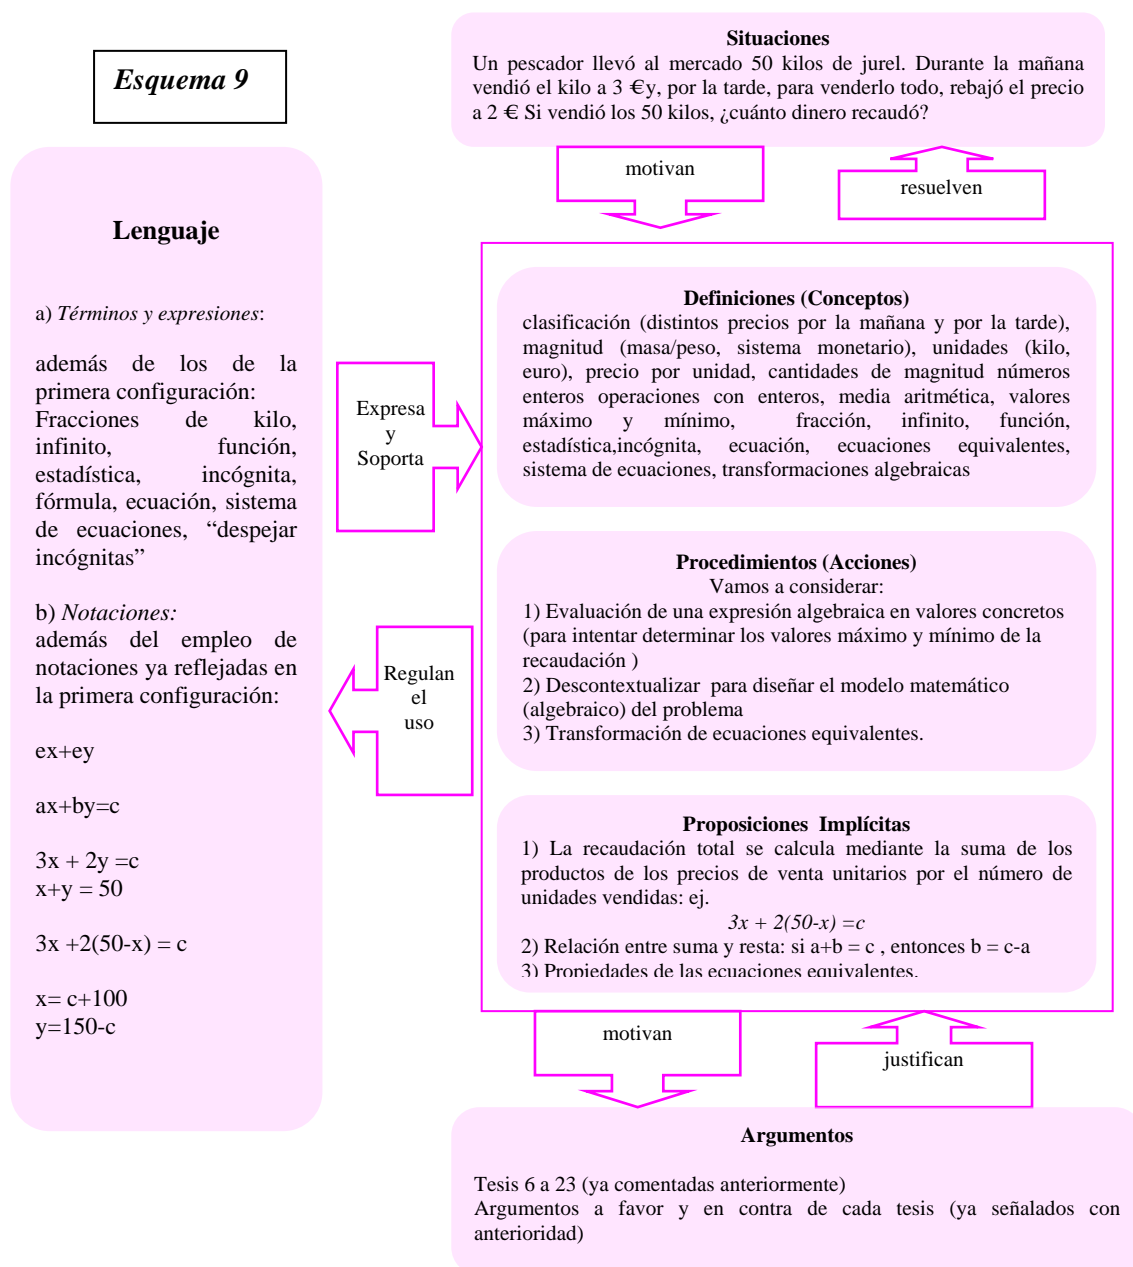 Esquema 9
Situaciones
Un pescador llevó al mercado 50 kilos de jurel. Durante la mañana
vendió el kilo a 3 €y, por la tarde, para venderlo todo, rebajó el precio
a 2 € Si vendió los 50 kilos, ¿cuánto dinero recaudó?
motivan
resuelven
Lenguaje
a) Términos y expresiones:
además de los de la
primera configuración:
Fracciones de kilo,
infinito, función,
estadística, incógnita,
fórmula, ecuación, sistema
de ecuaciones, “despejar
incógnitas”
b) Notaciones:
además del empleo de
notaciones ya reflejadas en
la primera configuración:
ex+ey
ax+by=c
3x + 2y =c
x+y = 50
3x +2(50-x) = c
x= c+100
y=150-c
Expresa
y
Soporta
Regulan
el
uso
Definiciones (Conceptos)
clasificación (distintos precios por la mañana y por la tarde),
magnitud (masa/peso, sistema monetario), unidades (kilo,
euro), precio por unidad, cantidades de magnitud números
enteros operaciones con enteros, media aritmética, valores
máximo y mínimo, fracción, infinito, función,
estadística,incógnita, ecuación, ecuaciones equivalentes,
sistema de ecuaciones, transformaciones algebraicas
Procedimientos (Acciones)
Vamos a considerar:
1) Evaluación de una expresión algebraica en valores concretos
(para intentar determinar los valores máximo y mínimo de la
recaudación )
2) Descontextualizar para diseñar el modelo matemático
(algebraico) del problema
3) Transformación de ecuaciones equivalentes.
Proposiciones Implícitas
1) La recaudación total se calcula mediante la suma de los
productos de los precios de venta unitarios por el número de
unidades vendidas: ej.
3x + 2(50-x) =c
2) Relación entre suma y resta: si a+b = c , entonces b = c-a
3) Propiedades de las ecuaciones equivalentes.
motivan
justifican
Argumentos
Tesis 6 a 23 (ya comentadas anteriormente)
Argumentos a favor y en contra de cada tesis (ya señalados con
anterioridad)